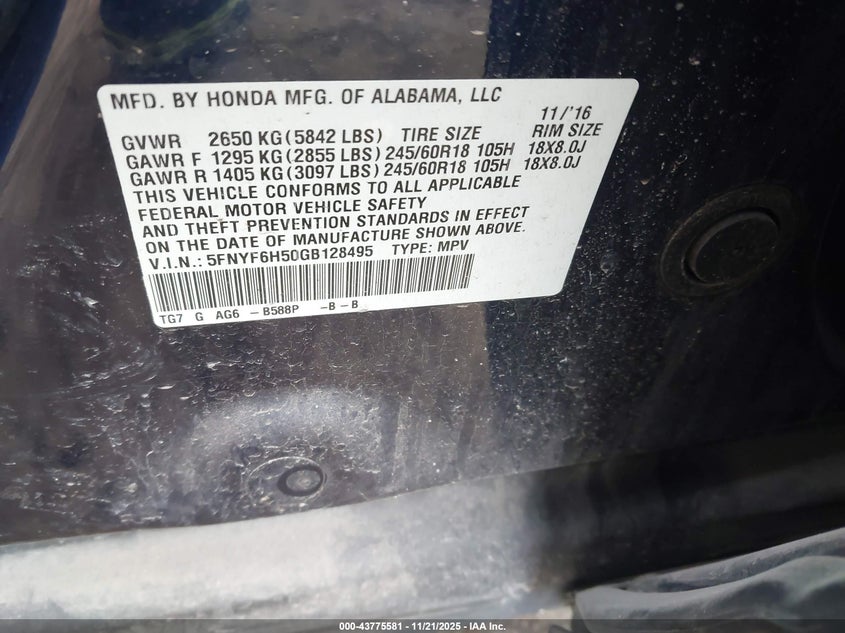 MFD. BY HONDA MFG. OF ALABAMA, LLC
11/'16
GVWR 2650 KG (5842 LBS) TIRE SIZE RIM SIZE
GAWR F 1295 KG (2855 LBS) 245/60R18 105H 18X8.0J
GAWR R 1405 KG (3097 LBS) 245/60R18 105H 18X8.0J
THIS VEHICLE CONFORMS TO ALL APPLICABLE
FEDERAL MOTOR VEHICLE SAFETY
AND THEFT PREVENTION STANDARDS IN EFFECT
ON THE DATE OF MANUFACTURE SHOWN ABOVE.
V.I.N.: 5FNYF6H50GB128495 TYPE: MPV
TG7 G AG6 -B588P -B-B
000-43775581 - 11/21/2025 - IAA Inc.